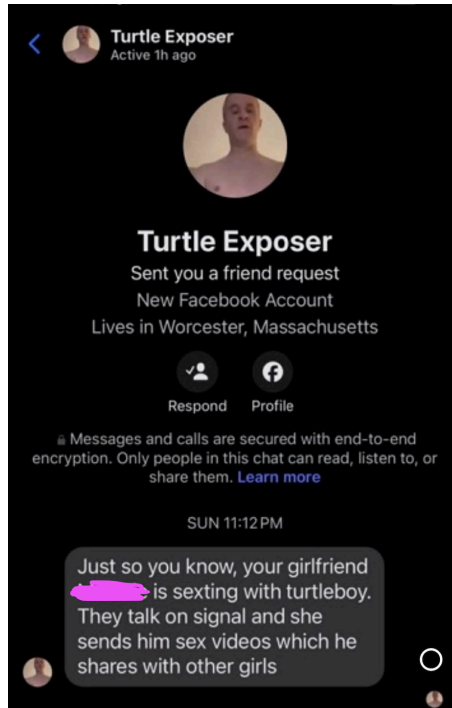 Turtle Exposer
Active 1h ago
Turtle Exposer
Sent you a friend request
New Facebook Account
Lives in Worcester, Massachusetts
Respond
Profile
Messages and calls are secured with end-to-end
encryption. Only people in this chat can read, listen to, or
share them. Learn more
SUN 11:12 PM
Just so you know, your girlfriend
is sexting with turtleboy.
They talk on signal and she
sends him sex videos which he
shares with other girls